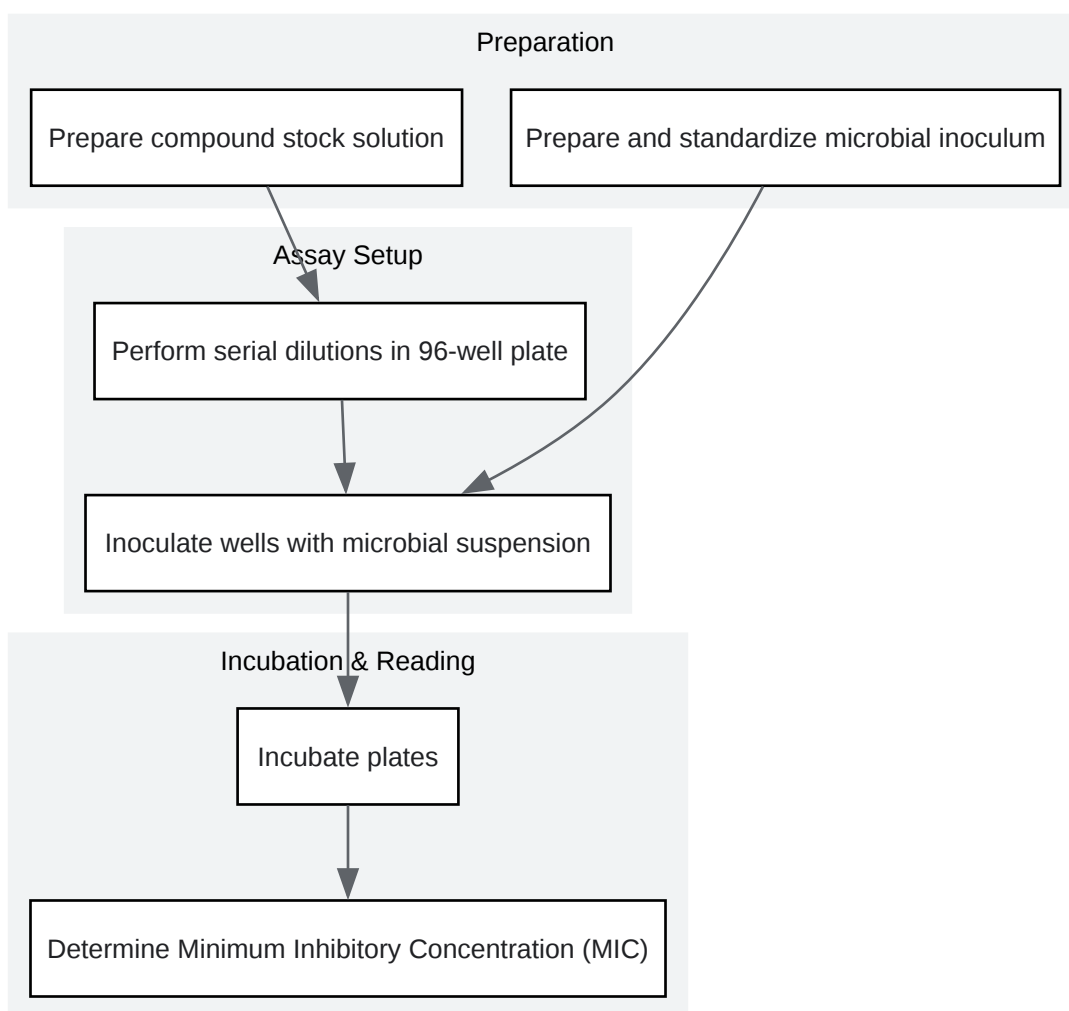 Preparation
Prepare compound stock solution
Prepare and standardize microbial inoculum
Assay Setup
Perform serial dilutions in 96-well plate
Inoculate wells with microbial suspension
Incubation & Reading
Incubate plates
Determine Minimum Inhibitory Concentration (MIC)